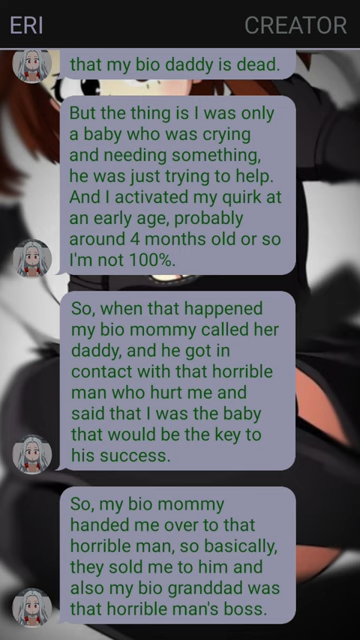 ERI CREATOR
that my bio daddy is dead.
But the thing is I was only
a baby who was crying
and needing something,
he was just trying to help.
And I activated my quirk at
an early age, probably
around 4 months old or so
I'm not 100%.
So, when that happened
my bio mommy called her
daddy, and he got in
contact with that horrible
man who hurt me and
said that I was the baby
that would be the key to
his success.
So, my bio mommy
handed me over to that
horrible man, so basically,
they sold me to him and
also my bio granddad was
that horrible man's boss.